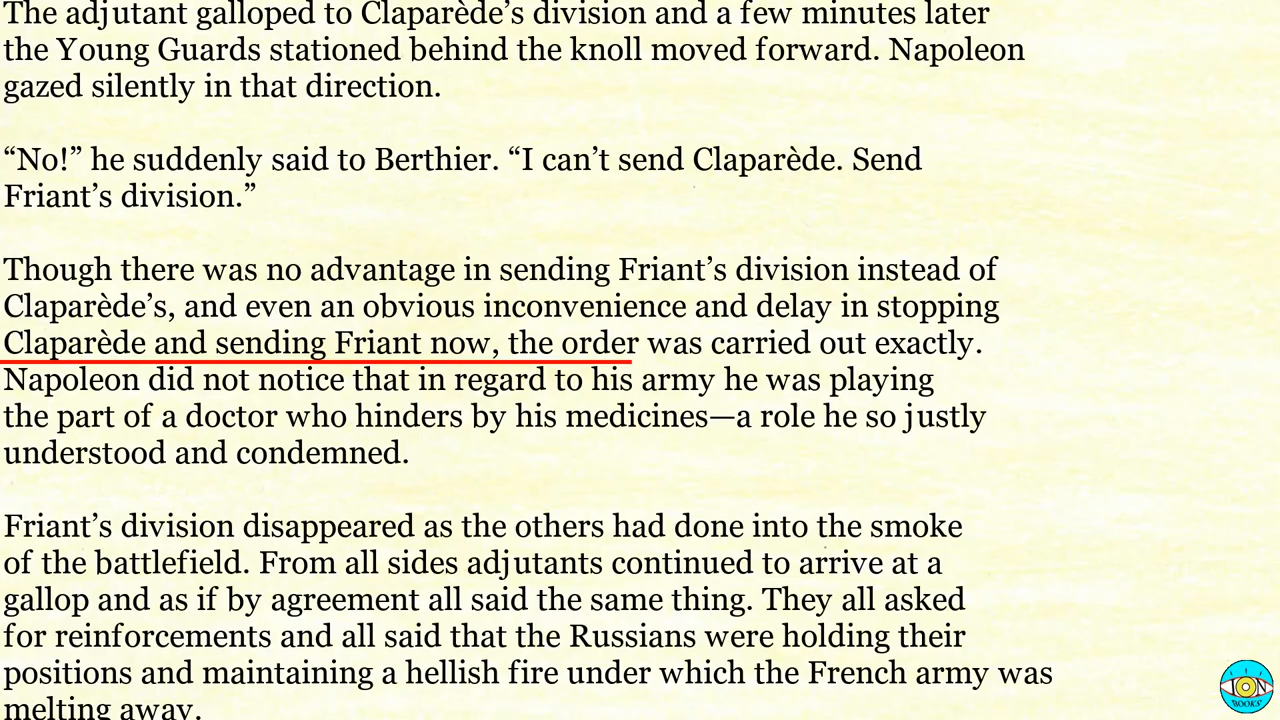 The adjutant galloped to Claparède’s division and a few minutes later
the Young Guards stationed behind the knoll moved forward. Napoleon
gazed silently in that direction.
“No!” he suddenly said to Berthier. “I can’t send Claparède. Send
Friant’s division.”
Though there was no advantage in sending Friant’s division instead of
Claparède’s, and even an obvious inconvenience and delay in stopping
Claparède and sending Friant now, the order was carried out exactly.
Napoleon did not notice that in regard to his army he was playing
the part of a doctor who hinders by his medicines—a role he so justly
understood and condemned.
Friant’s division disappeared as the others had done into the smoke
of the battlefield. From all sides adjutants continued to arrive at a
gallop and as if by agreement all said the same thing. They all asked
for reinforcements and all said that the Russians were holding their
positions and maintaining a hellish fire under which the French army was
melting away.
ION
BOOKS